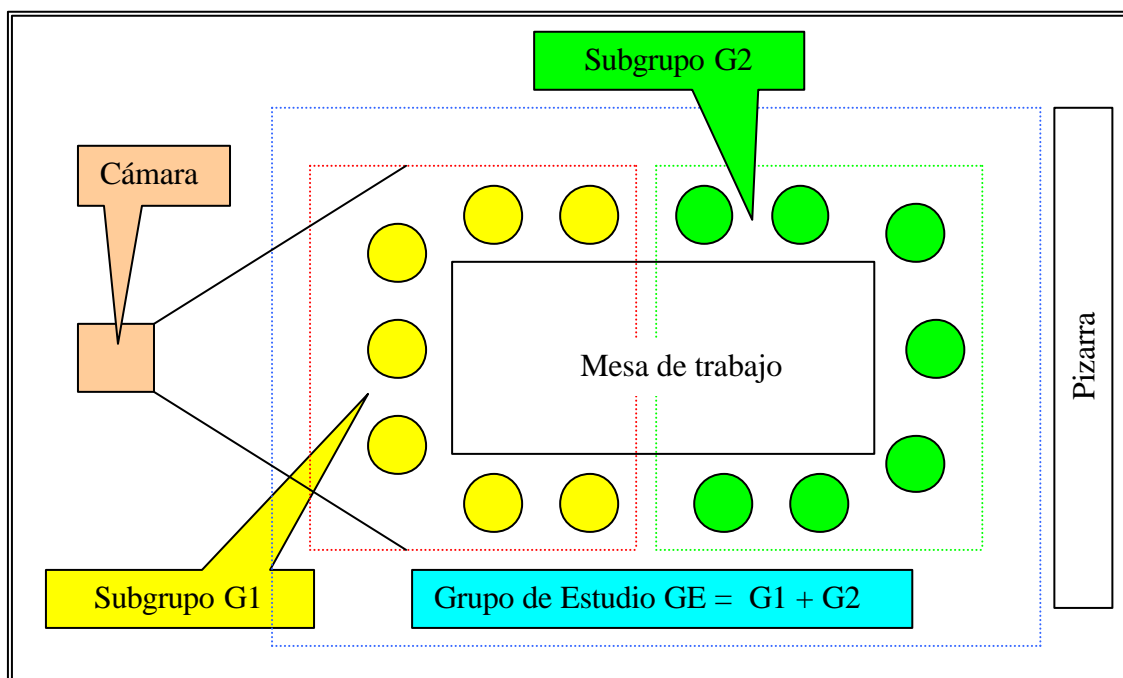 Subgrupo G2
Cámara
Mesa de trabajo
Pizarra
Subgrupo G1
Grupo de Estudio GE = G1 + G2